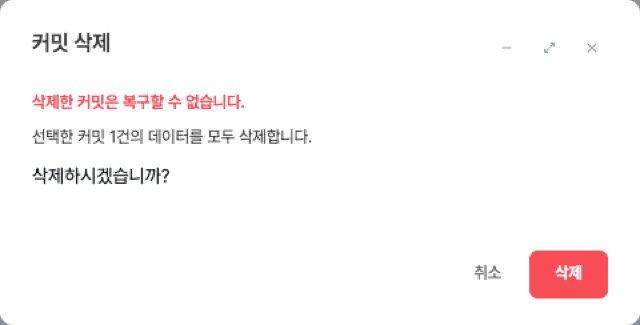 커밋 삭제
삭제한 커밋은 복구할 수 없습니다.
선택한 커밋 1건의 데이터를 모두 삭제합니다.
삭제하시겠습니까?
취소
삭제